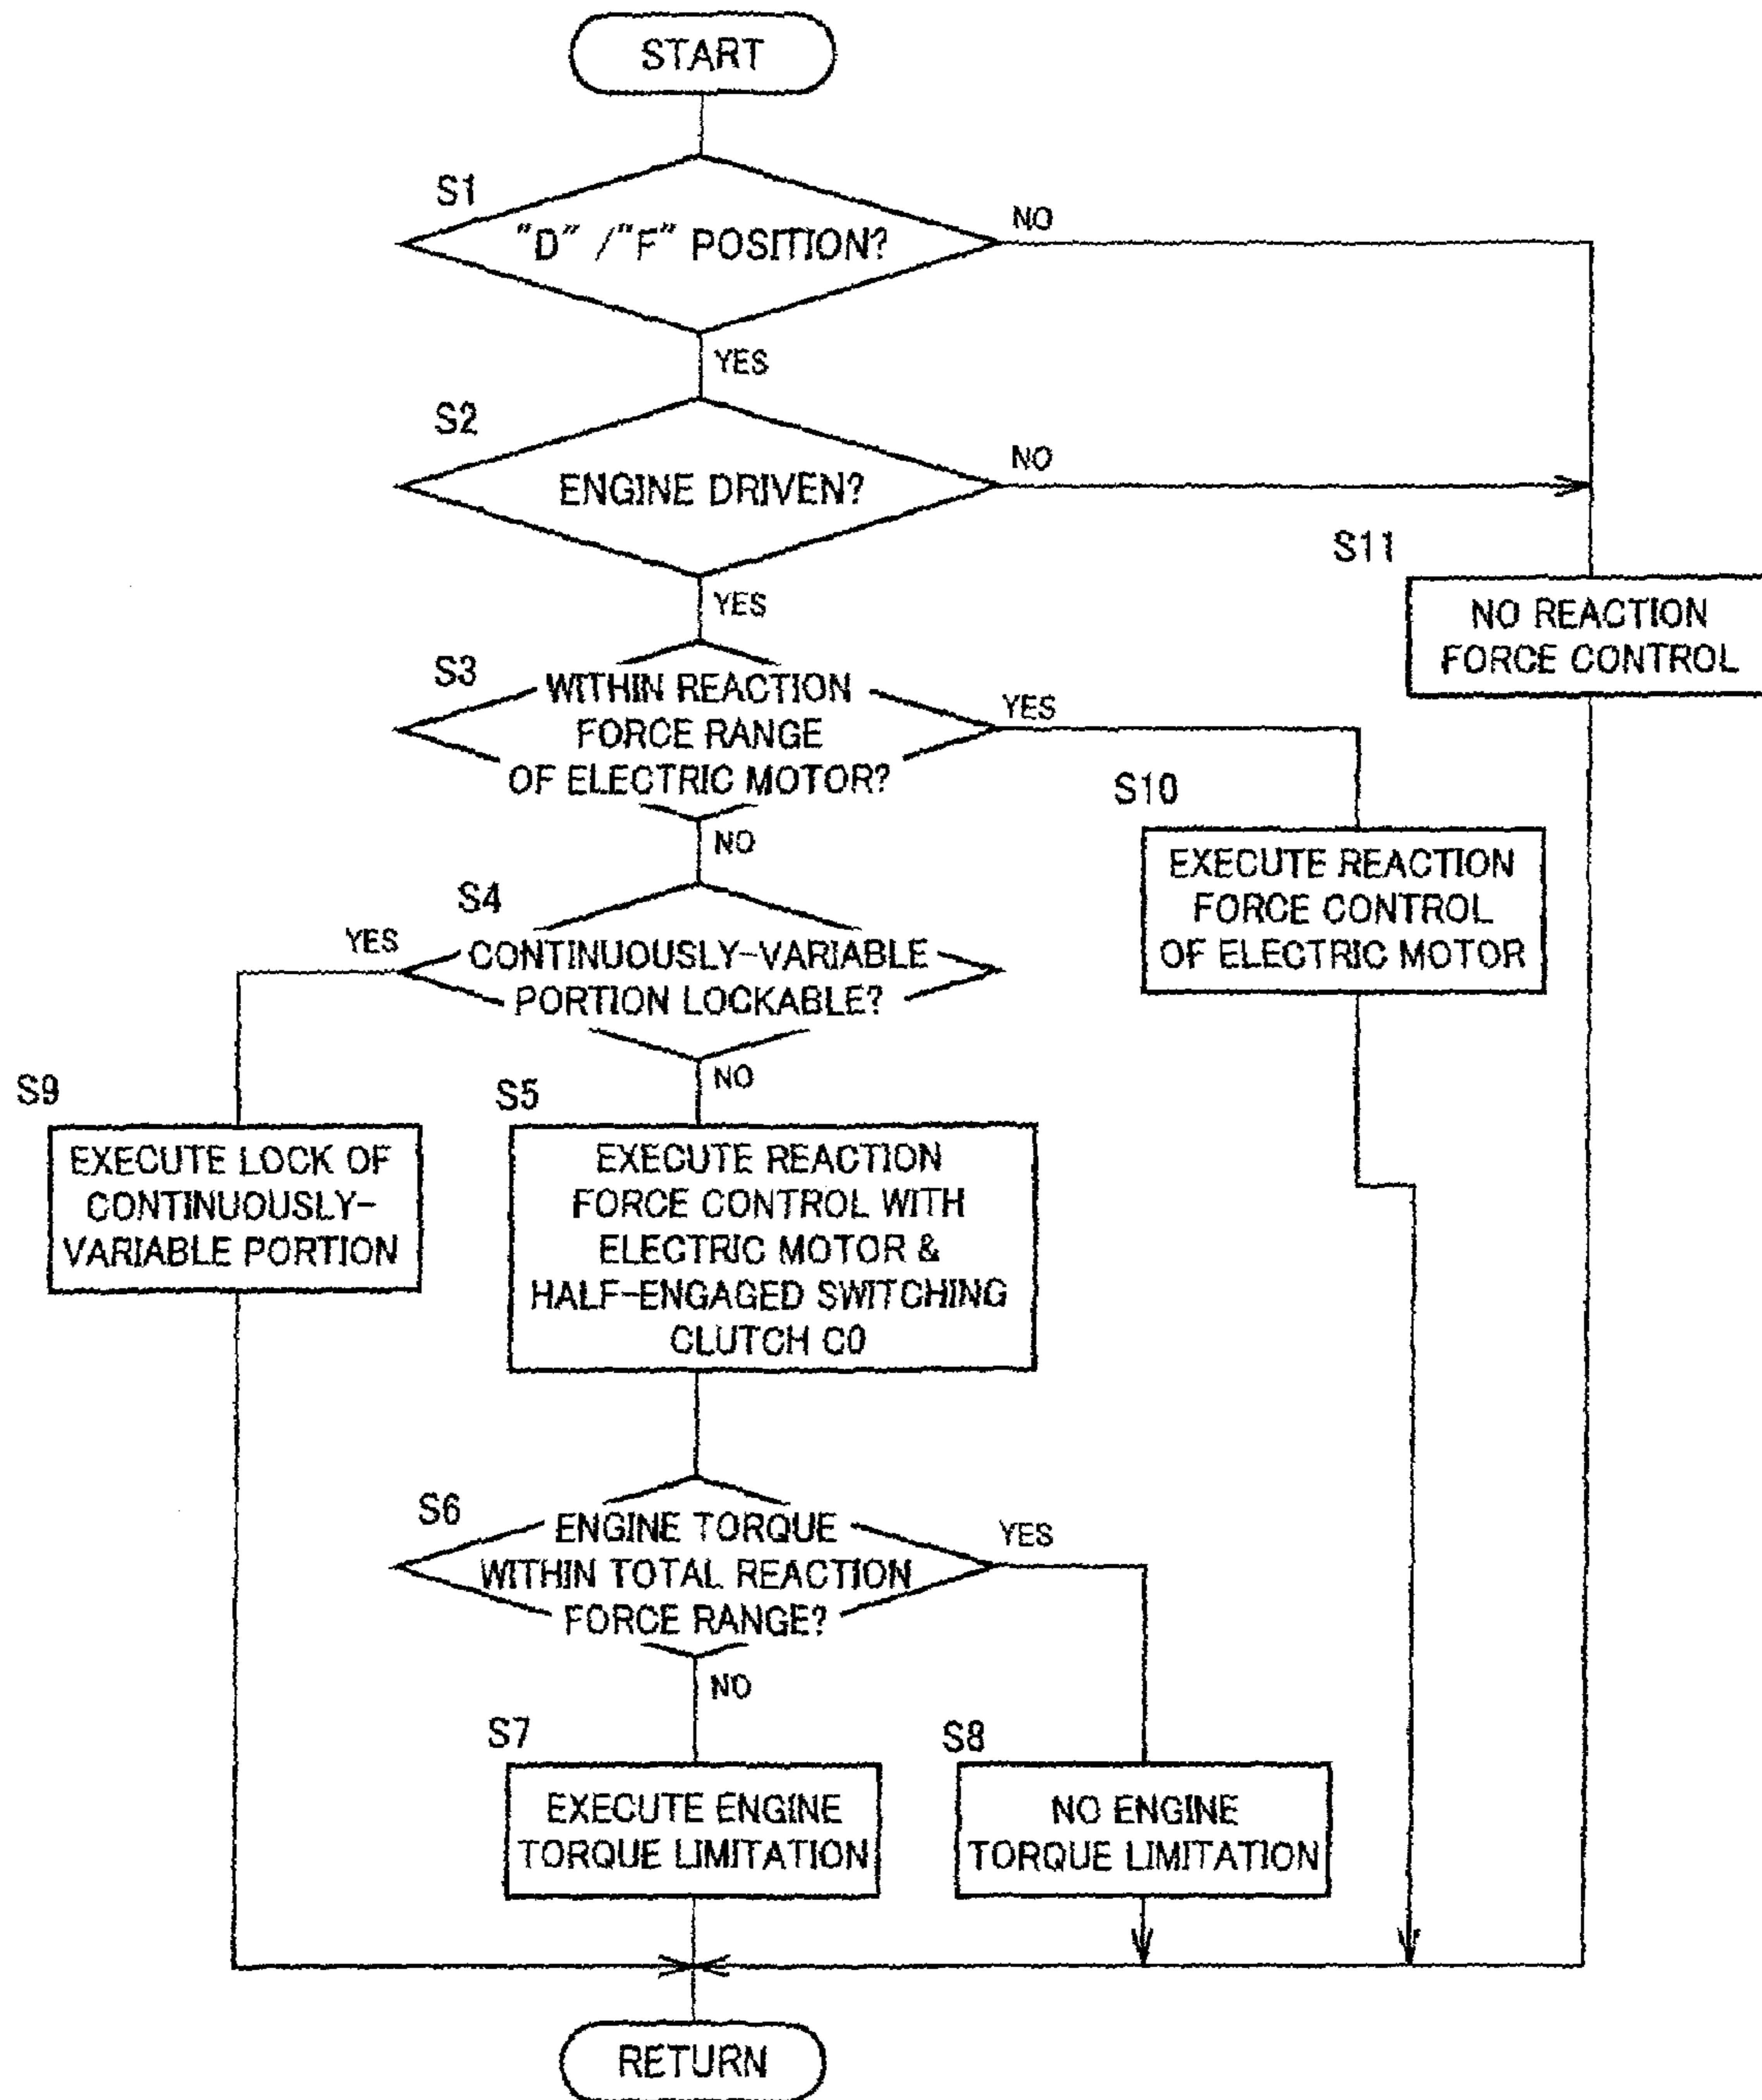 START
S1
"D" /"F" POSITION?
NO
YES
S2
ENGINE DRIVEN?
NO
YES
S11
NO REACTION
FORCE CONTROL
S3
WITHIN REACTION
FORCE RANGE
OF ELECTRIC MOTOR?
YES
NO
S10
EXECUTE REACTION
FORCE CONTROL
OF ELECTRIC MOTOR
S4
CONTINUOUSLY-VARIABLE
PORTION LOCKABLE?
YES
NO
S9
EXECUTE LOCK OF
CONTINUOUSLY-
VARIABLE PORTION
S5
EXECUTE REACTION
FORCE CONTROL WITH
ELECTRIC MOTOR &
HALF-ENGAGED SWITCHING
CLUTCH C0
S6
ENGINE TORQUE
WITHIN TOTAL REACTION
FORCE RANGE?
YES
NO
S7
EXECUTE ENGINE
TORQUE LIMITATION
S8
NO ENGINE
TORQUE LIMITATION
RETURN